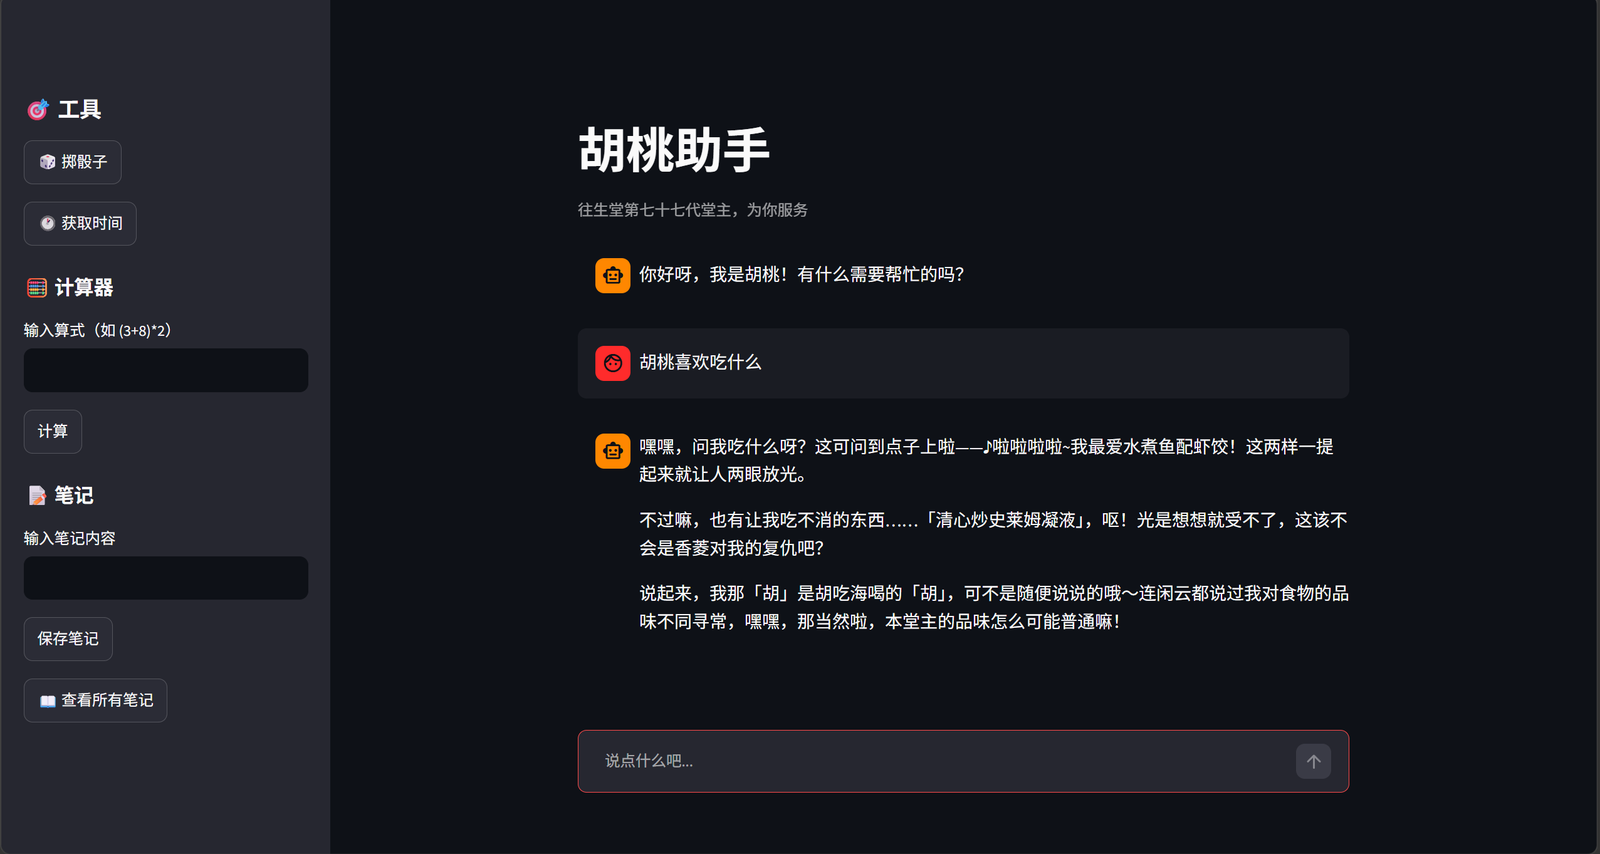 🎯 工具
🎲 掷骰子
🕐 获取时间
🧮 计算器
输入算式（如 (3+8)*2）
计算
📝 笔记
输入笔记内容
保存笔记
📖 查看所有笔记
胡桃助手
往生堂第七十七代堂主，为你服务
你好呀，我是胡桃！有什么需要帮忙的吗？
胡桃喜欢吃什么
嘿嘿，问我吃什么呀？这可问到点子上啦——♪啦啦啦啦~我最爱水煮鱼配虾饺！这两样一提
起来就让人两眼放光。
不过嘛，也有让我吃不消的东西……「清心炒史莱姆凝液」，呕！光是想想就受不了，这该不
会是香菱对我的复仇吧？
说起来，我那「胡」是胡吃海喝的「胡」，可不是随便说说的哦～连闲云都说过我对食物的品
味不同寻常，嘿嘿，那当然啦，本堂主的品味怎么可能普通嘛！
说点什么吧...